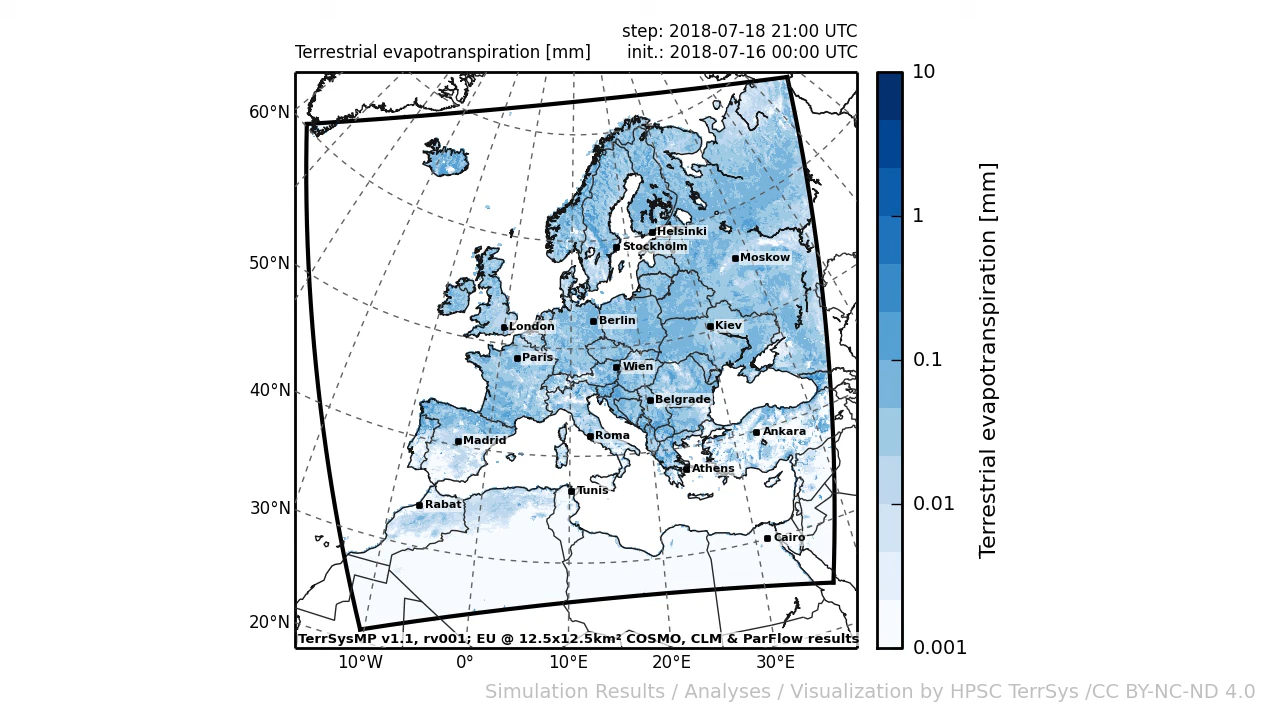 step: 2018-07-18 21:00 UTC
Terrestrial evapotranspiration [mm] init.: 2018-07-16 00:00 UTC
10
60°N
Helsinki
Stockholm
1
50°N
Moskow
London
Berlin
Kiev
Paris
0.1
Wien
40°N
Belgrade
Madrid
Roma
Ankara
Athens
Tunis
Rabat
0.01
30°N
Cairo
Terrestrial evapotranspiration [mm]
20°N
TerrSysMP v1.1, rv001; EU @ 12.5x12.5km² COSMO, CLM & ParFlow results
0.001
10°W 0° 10°E 20°E 30°E
Simulation Results / Analyses / Visualization by HPSC TerrSys /CC BY-NC-ND 4.0